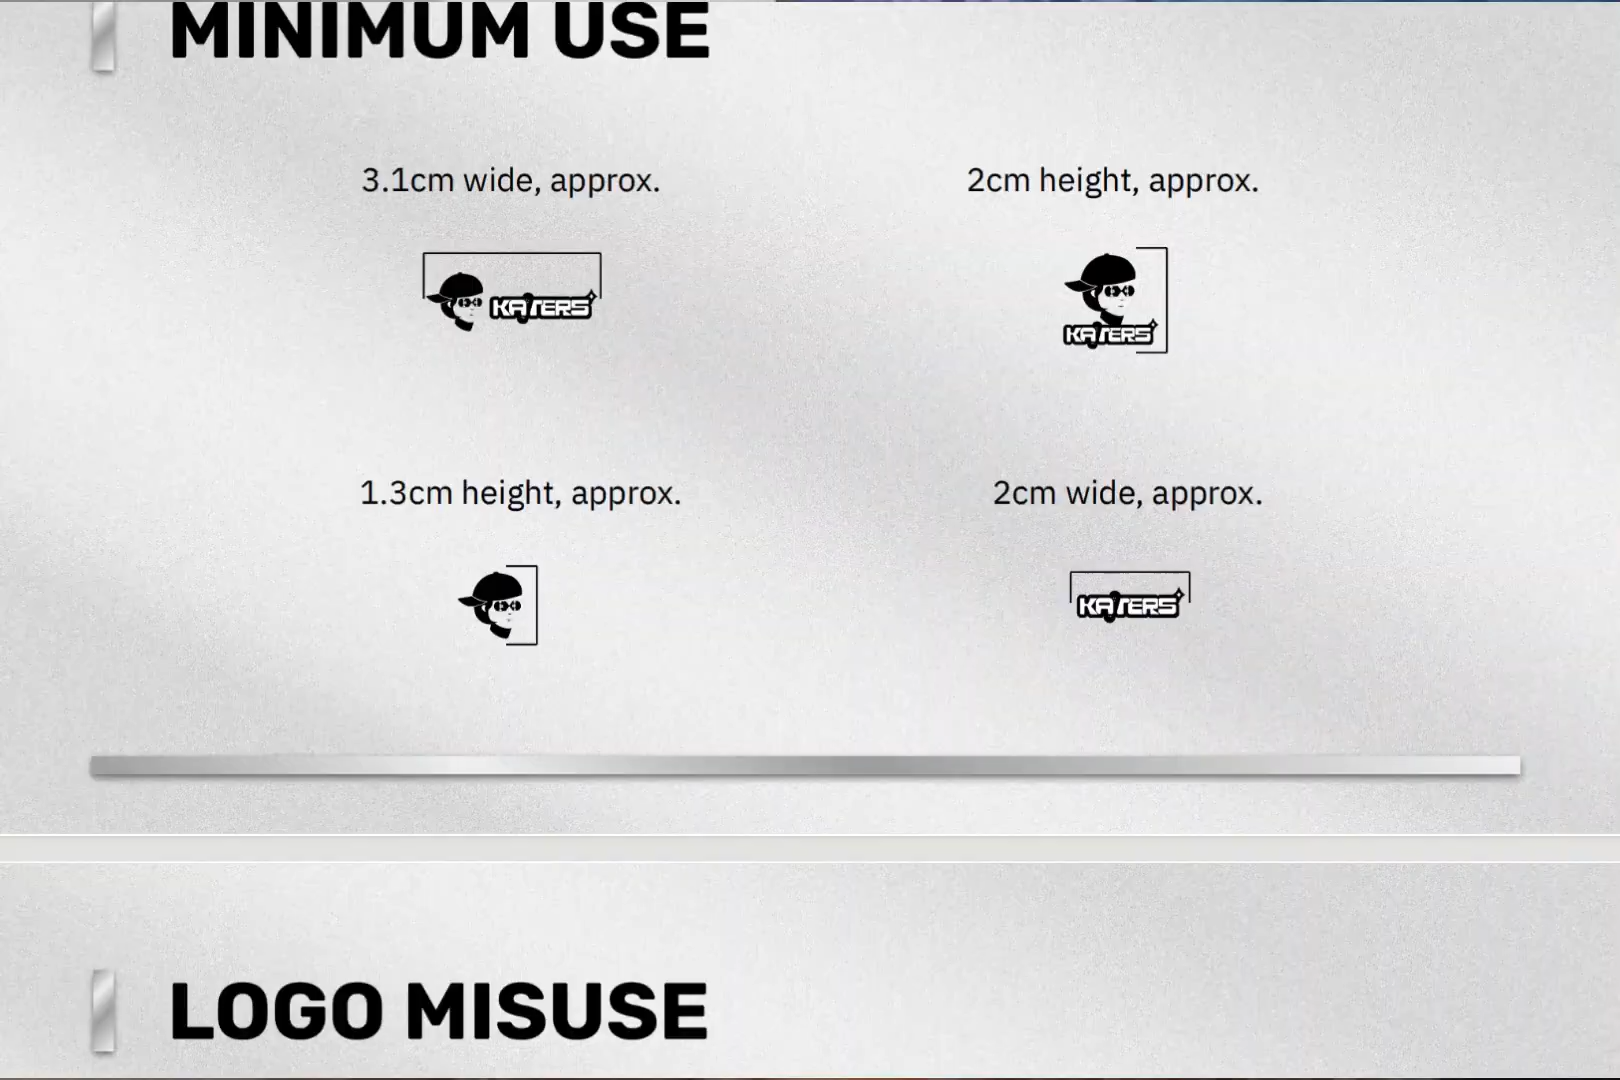 MINIMUM USE
3.1cm wide, approx.
2cm height, approx.
KATERS
KATERS
1.3cm height, approx.
2cm wide, approx.
KATERS
LOGO MISUSE